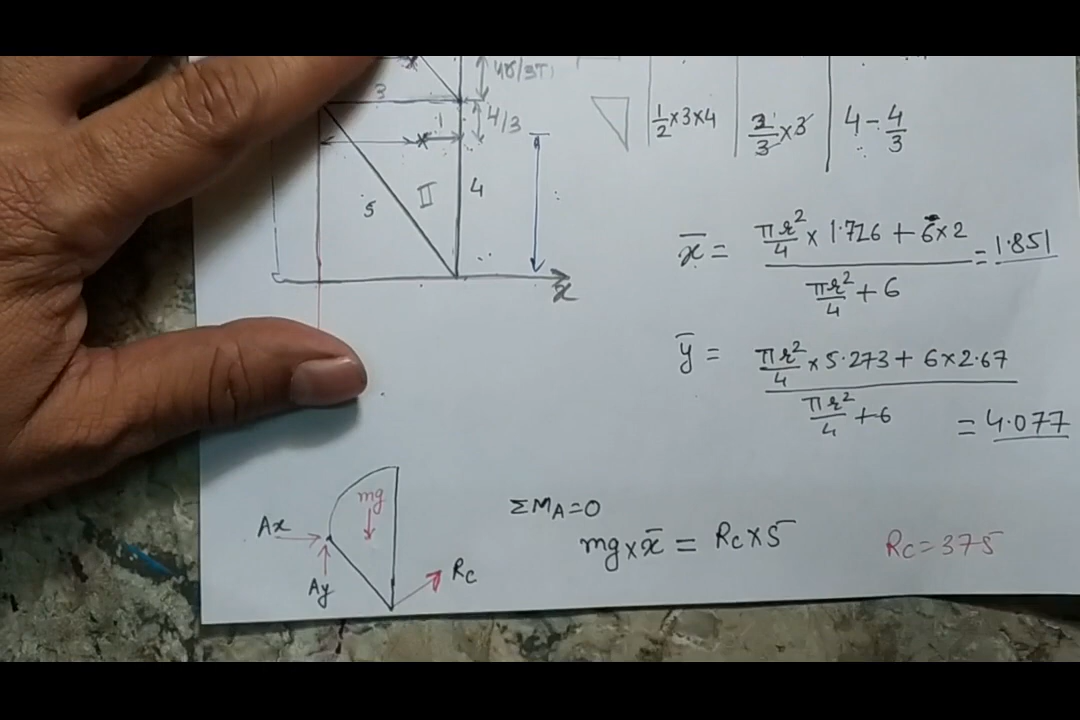 4r/3π
3
1
4/3
5
II
4
x
1/2×3×4
2/3×3
4 - 4/3
x̄ = (πr²/4 × 1.726 + 6×2) / (πr²/4 + 6) = 1.851
ȳ = (πr²/4 × 5.273 + 6×2.67) / (πr²/4 + 6) = 4.077
mg
Ax
Ay
Rc
ΣM_A=0
mg×x̄ = Rc×5
Rc=375